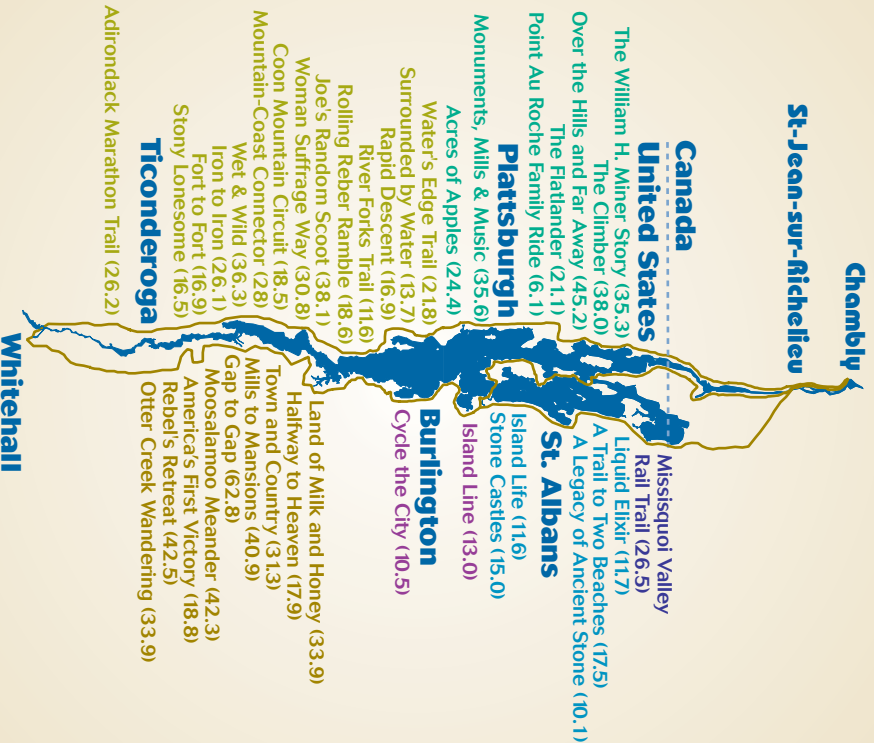 Chambly
St-Jean-sur-Richelieu
Canada
United States
The William H. Miner Story (35.3)
The Climber (38.0)
Over the Hills and Far Away (45.2)
The Flatlander (21.1)
Point Au Roche Family Ride (6.1)
Plattsburgh
Monuments, Mills & Music (35.6)
Acres of Apples (24.4)
Water's Edge Trail (21.8)
Surrounded by Water (13.7)
Rapid Descent (16.9)
River Forks Trail (11.6)
Rolling Reber Ramble (18.6)
Joe's Random Scoot (38.1)
Woman Suffrage Way (30.8)
Coon Mountain Circuit (18.5)
Mountain-Coast Connector (28)
Wet & Wild (36.3)
Iron to Iron (26.1)
Fort to Fort (16.9)
Stony Lonesome (16.5)
Ticonderoga
Adirondack Marathon Trail (26.2)
Missisquoi Valley
Rail Trail (26.5)
Liquid Elixir (11.7)
A Trail to Two Beaches (17.5)
A Legacy of Ancient Stone (10.1)
St. Albans
Island Life (11.6)
Stone Castles (15.0)
Island Line (13.0)
Burlington
Cycle the City (10.5)
Land of Milk and Honey (33.9)
Halfway to Heaven (17.9)
Town and Country (31.3)
Mills to Mansions (40.9)
Gap to Gap (62.8)
Moosalamoo Meander (42.3)
America's First Victory (18.8)
Rebel's Retreat (42.5)
Otter Creek Wandering (33.9)
Whitehall